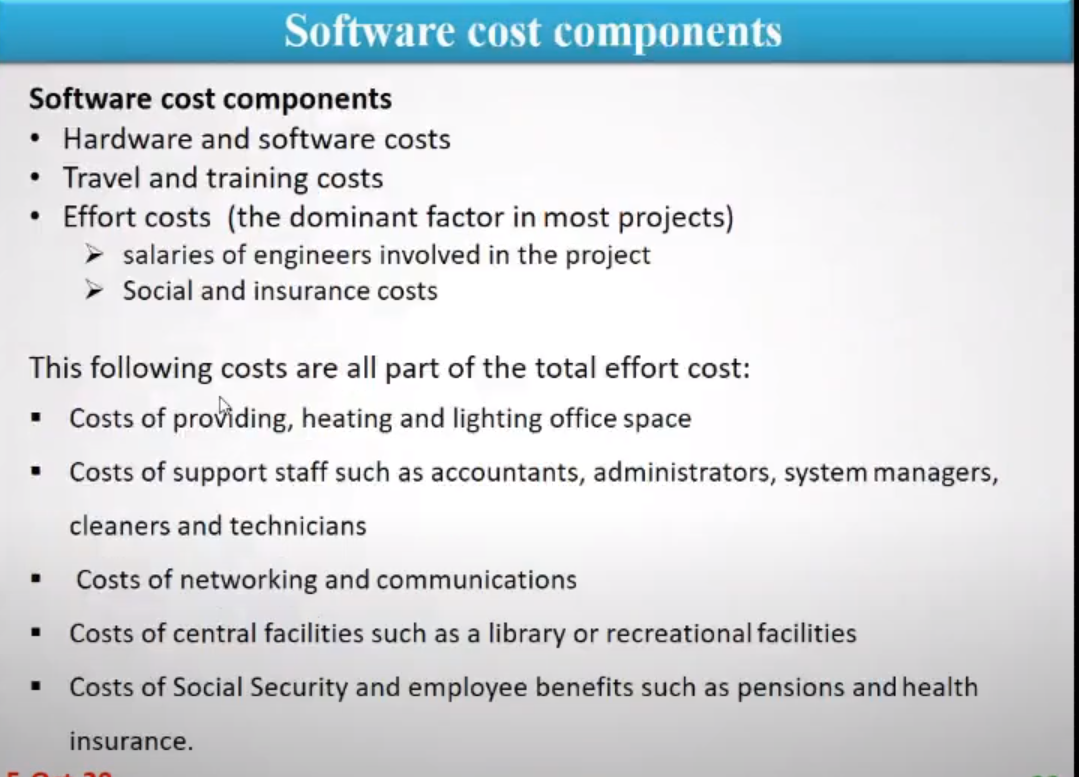 Software cost components
Software cost components
• Hardware and software costs
• Travel and training costs
• Effort costs (the dominant factor in most projects)
➢ salaries of engineers involved in the project
➢ Social and insurance costs
This following costs are all part of the total effort cost:
▪ Costs of providing, heating and lighting office space
▪ Costs of support staff such as accountants, administrators, system managers,
cleaners and technicians
▪ Costs of networking and communications
▪ Costs of central facilities such as a library or recreational facilities
▪ Costs of Social Security and employee benefits such as pensions and health
insurance.